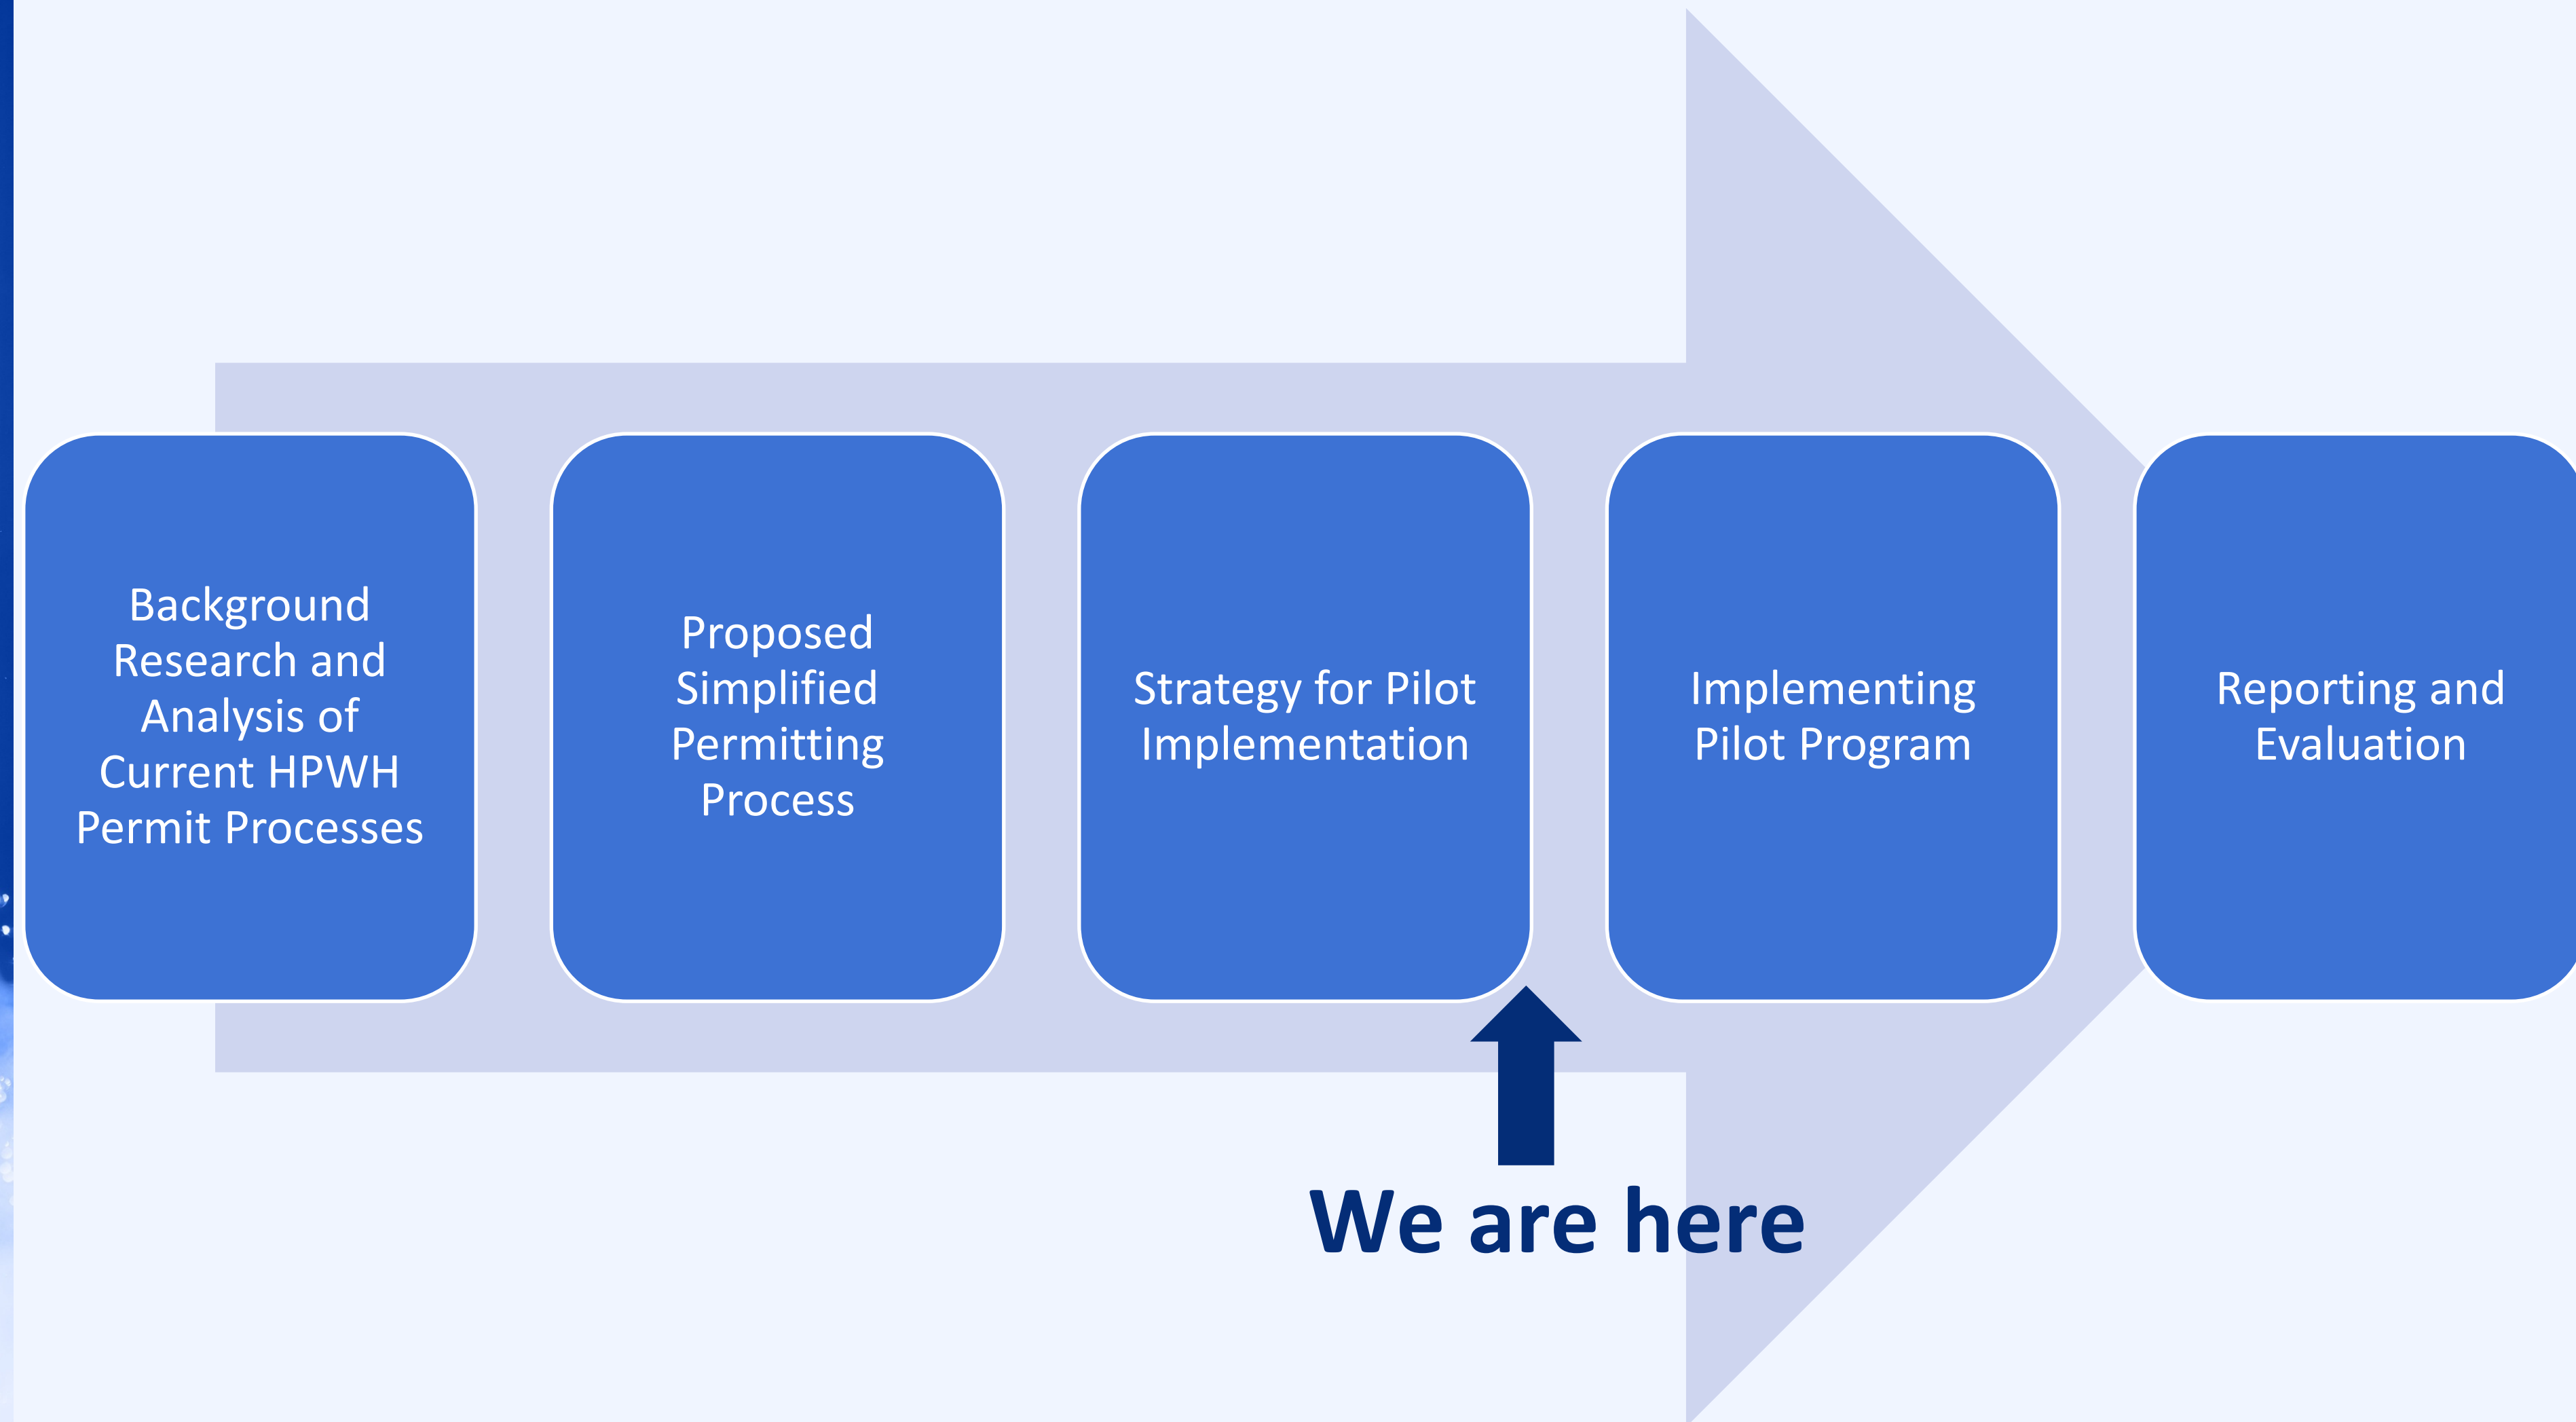 Background
Research and
Analysis of
Current HPWH
Permit Processes
Proposed
Simplified
Permitting
Process
Strategy for Pilot
Implementation
Implementing
Pilot Program
Reporting and
Evaluation
We are here